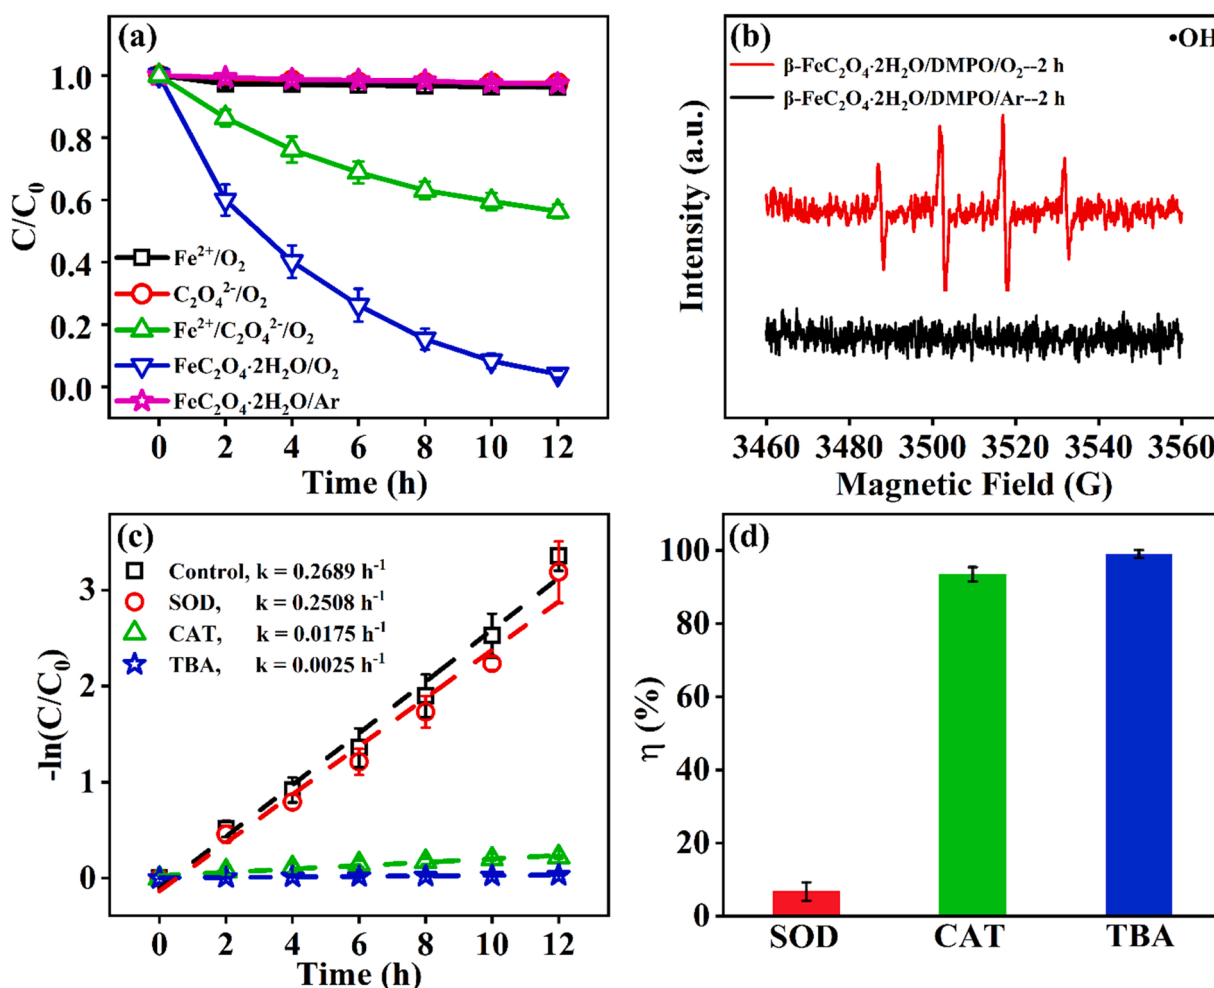 (a)
1.0
0.8
0.6
0.4
0.2
0.0
C/C₀
Fe²⁺/O₂
C₂O₄²⁻/O₂
Fe²⁺/C₂O₄²⁻/O₂
FeC₂O₄·2H₂O/O₂
FeC₂O₄·2H₂O/Ar
0 2 4 6 8 10 12
Time (h)
(b)
•OH
β-FeC₂O₄·2H₂O/DMPO/O₂--2 h
β-FeC₂O₄·2H₂O/DMPO/Ar--2 h
Intensity (a.u.)
3460 3480 3500 3520 3540 3560
Magnetic Field (G)
(c)
Control, k = 0.2689 h⁻¹
SOD, k = 0.2508 h⁻¹
CAT, k = 0.0175 h⁻¹
TBA, k = 0.0025 h⁻¹
3
2
1
0
-ln(C/C₀)
0 2 4 6 8 10 12
Time (h)
(d)
100
80
60
40
20
0
η (%)
SOD CAT TBA